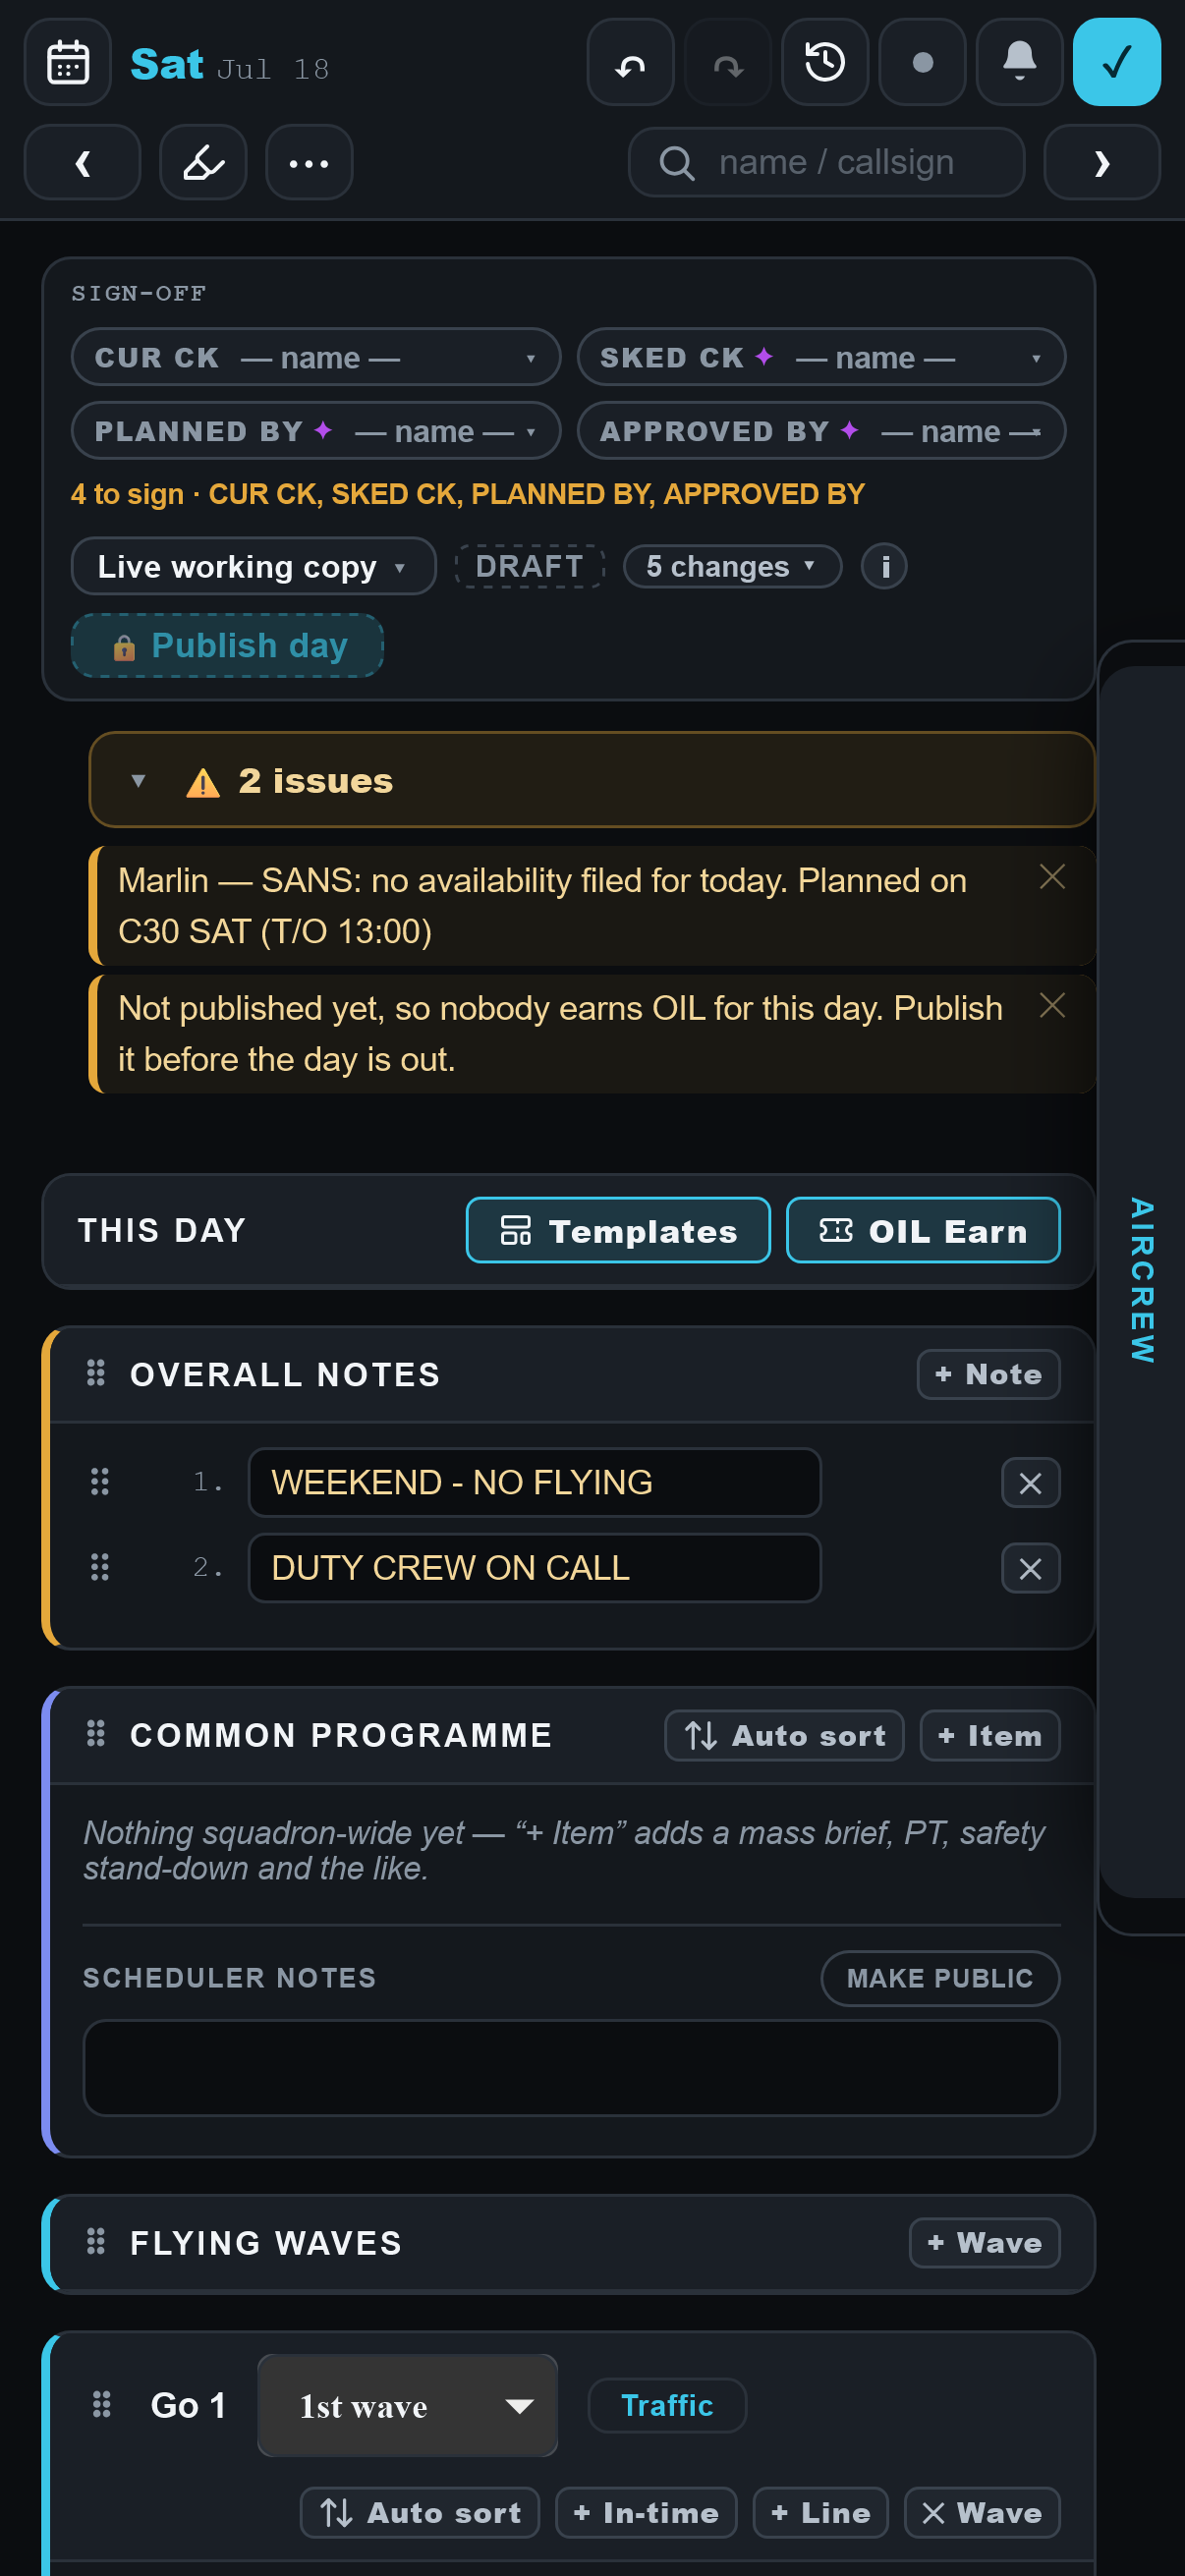 Sat Jul 18
name / callsign
SIGN-OFF
CUR CK — name —
SKED CK — name —
PLANNED BY — name —
APPROVED BY — name —
4 to sign · CUR CK, SKED CK, PLANNED BY, APPROVED BY
Live working copy DRAFT 5 changes i
Publish day
2 issues
Marlin — SANS: no availability filed for today. Planned on
C30 SAT (T/O 13:00)
Not published yet, so nobody earns OIL for this day. Publish
it before the day is out.
AIRCREW
THIS DAY Templates OIL Earn
OVERALL NOTES + Note
1. WEEKEND - NO FLYING
2. DUTY CREW ON CALL
COMMON PROGRAMME Auto sort + Item
Nothing squadron-wide yet — “+ Item” adds a mass brief, PT, safety
stand-down and the like.
SCHEDULER NOTES MAKE PUBLIC
FLYING WAVES + Wave
Go 1 1st wave Traffic
Auto sort + In-time + Line × Wave